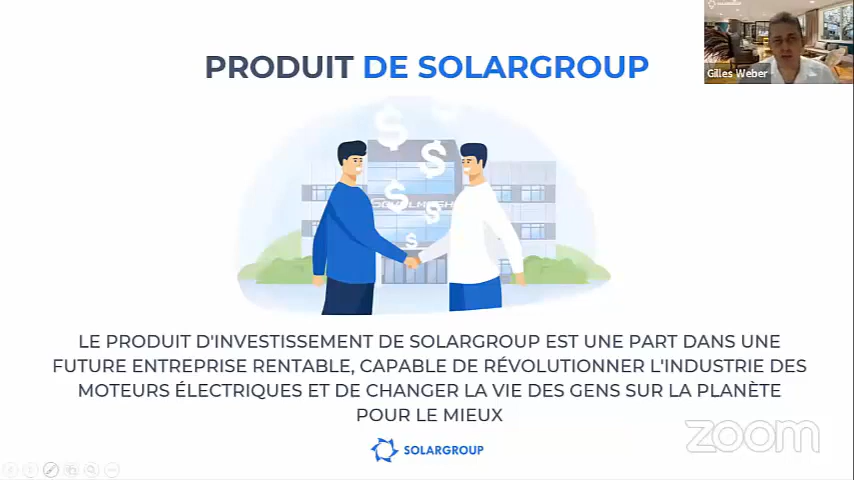 PRODUIT DE SOLARGROUP
Gilles Weber
LE PRODUIT D'INVESTISSEMENT DE SOLARGROUP EST UNE PART DANS UNE
FUTURE ENTREPRISE RENTABLE, CAPABLE DE RÉVOLUTIONNER L'INDUSTRIE DES
MOTEURS ÉLECTRIQUES ET DE CHANGER LA VIE DES GENS SUR LA PLANÈTE
POUR LE MIEUX
SOLARGROUP
zoom